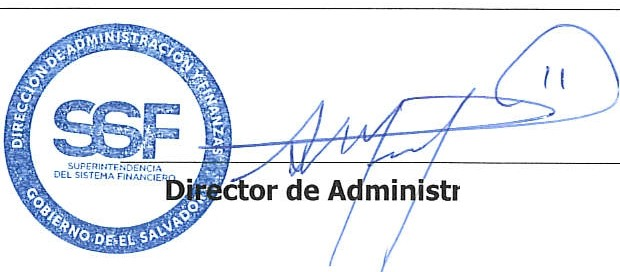 DIRECCIÓN DE ADMINISTRACIÓN Y FINANZAS
SSF
SUPERINTENDENCIA
DEL SISTEMA FINANCIERO
GOBIERNO DE EL SALVADOR
Director de Administr